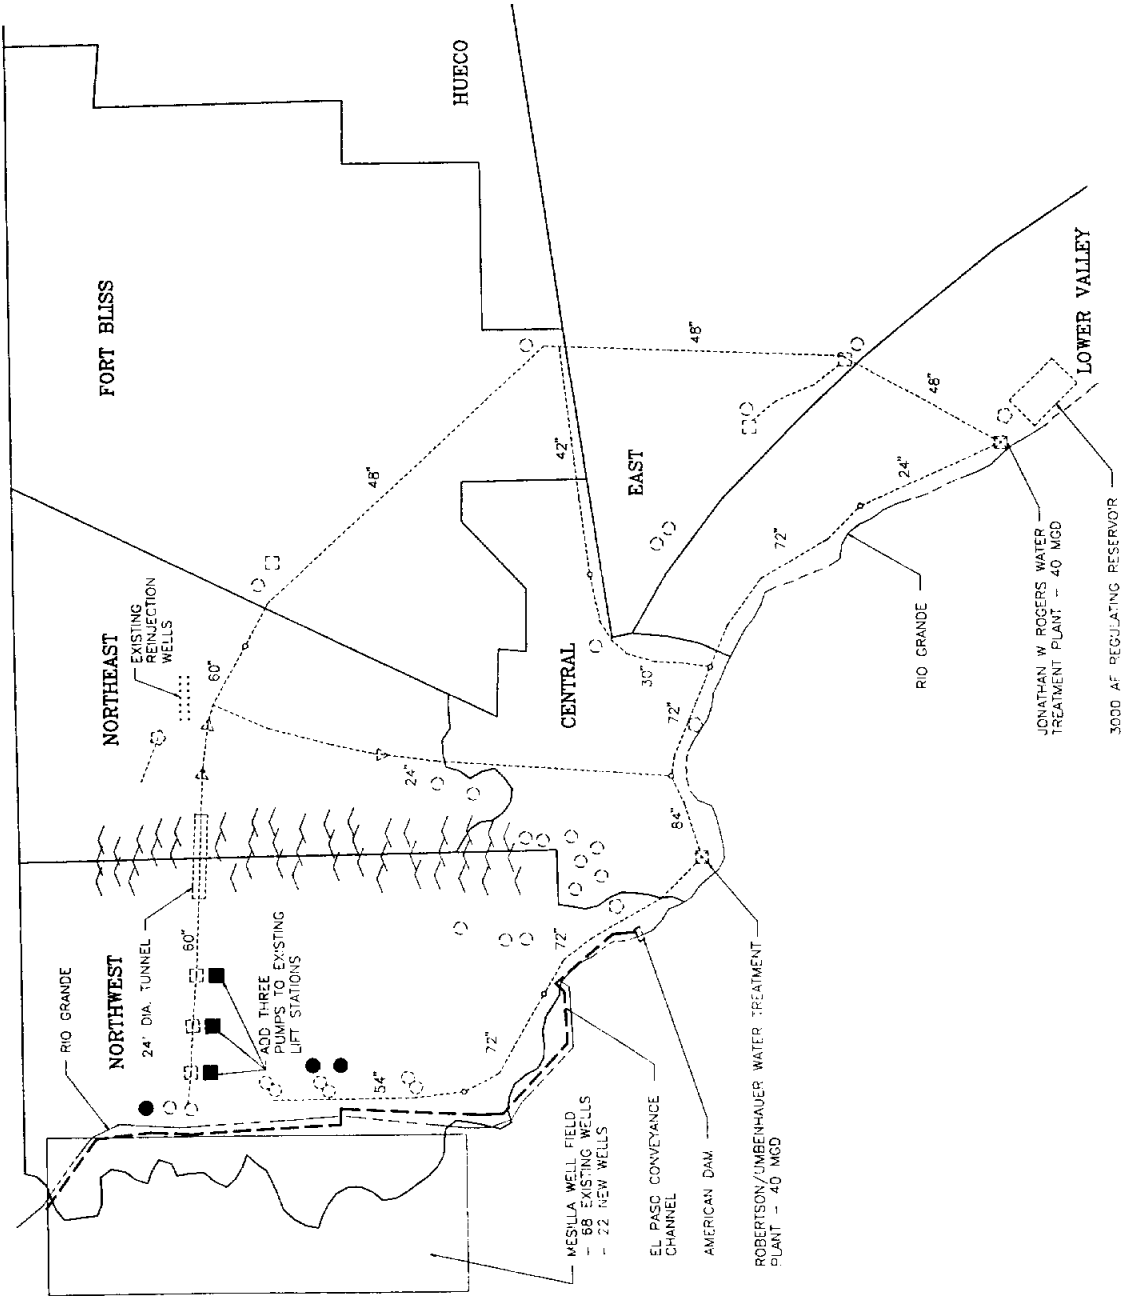 HUECO
FORT BLISS
LOWER VALLEY
48"
48"
48"
42"
EAST
24"
72"
EXISTING
REINJECTION
WELLS
NORTHEAST
60"
30"
72"
CENTRAL
RIO GRANDE
JONATHAN W ROGERS WATER
TREATMENT PLANT - 40 MGD
3000 AF REGULATING RESERVOIR
24"
84"
NORTHWEST
24' DIA. TUNNEL
60"
RIO GRANDE
ADD THREE
PUMPS TO EXISTING
LIFT STATIONS
72"
72"
54"
MESILLA WELL FIELD
- 68 EXISTING WELLS
- 22 NEW WELLS
EL PASO CONVEYANCE
CHANNEL
AMERICAN DAM
ROBERTSON/UMBENHAUER WATER TREATMENT
PLANT - 40 MGD